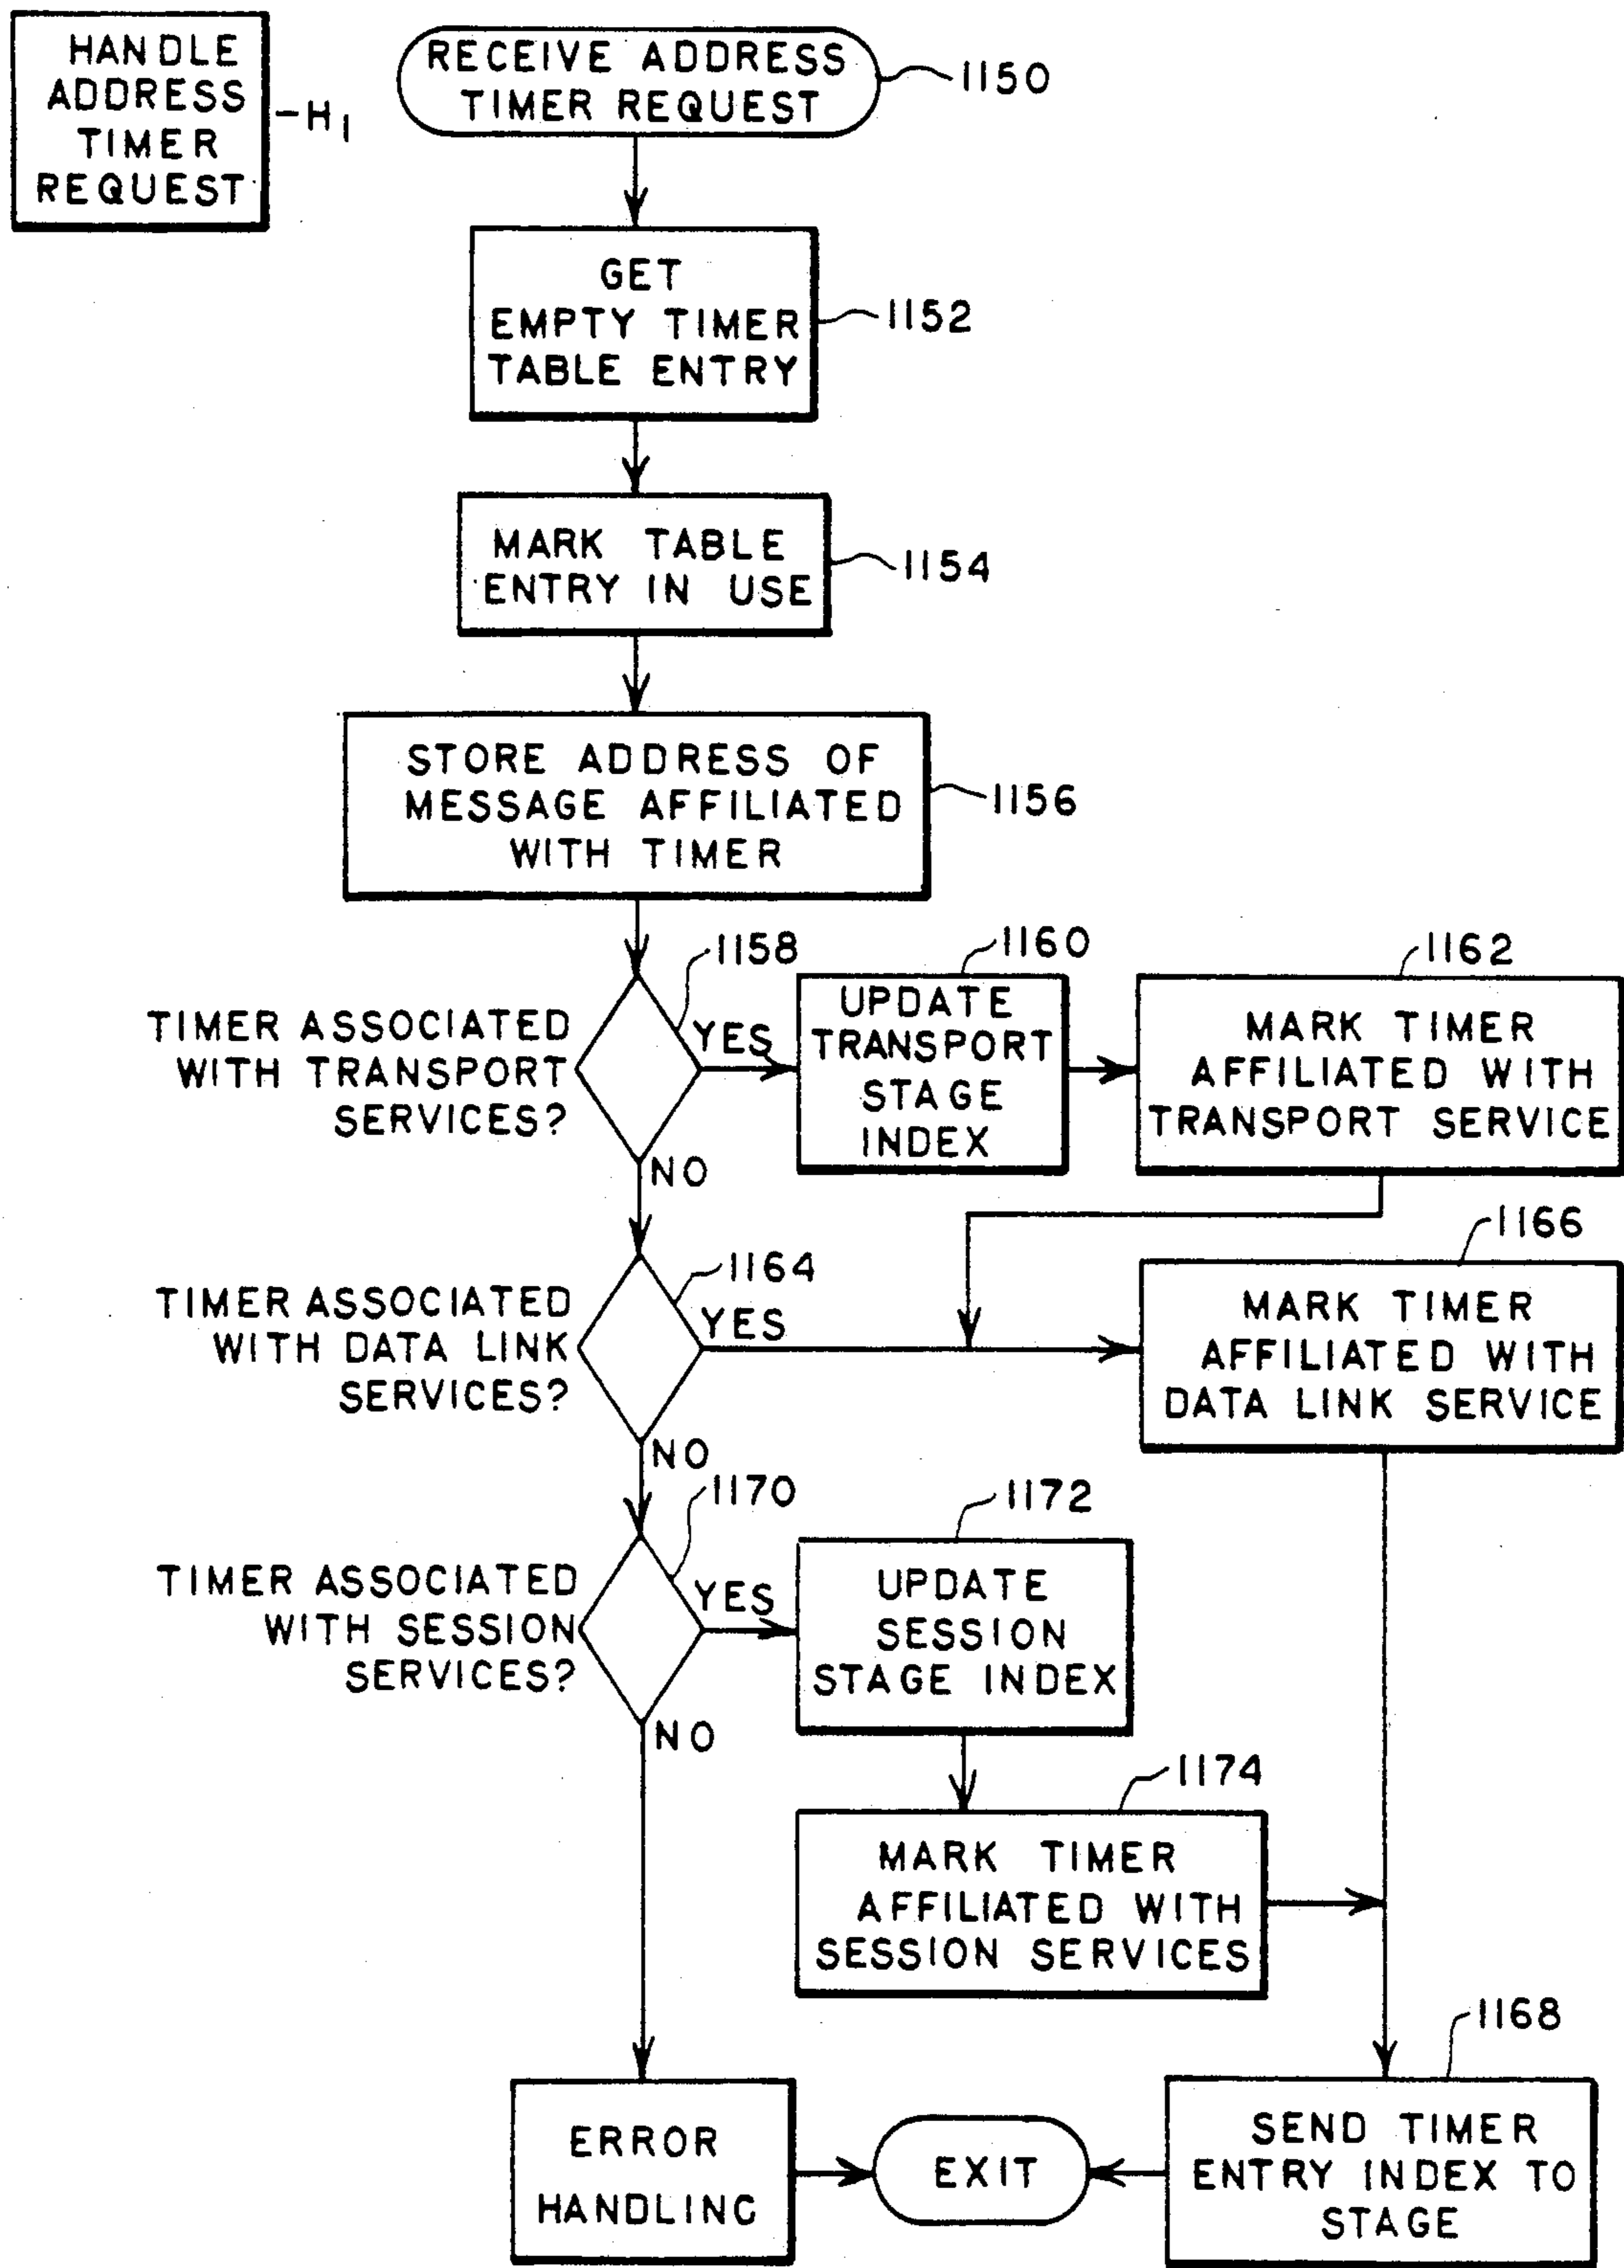 HANDLE
ADDRESS
TIMER
REQUEST
H1
RECEIVE ADDRESS
TIMER REQUEST
1150
GET
EMPTY TIMER
TABLE ENTRY
1152
MARK TABLE
ENTRY IN USE
1154
STORE ADDRESS OF
MESSAGE AFFILIATED
WITH TIMER
1156
TIMER ASSOCIATED
WITH TRANSPORT
SERVICES?
1158
YES
NO
UPDATE
TRANSPORT
STAGE
INDEX
1160
MARK TIMER
AFFILIATED WITH
TRANSPORT SERVICE
1162
TIMER ASSOCIATED
WITH DATA LINK
SERVICES?
1164
YES
NO
MARK TIMER
AFFILIATED WITH
DATA LINK SERVICE
1166
TIMER ASSOCIATED
WITH SESSION
SERVICES?
1170
YES
NO
UPDATE
SESSION
STAGE INDEX
1172
MARK TIMER
AFFILIATED WITH
SESSION SERVICES
1174
ERROR
HANDLING
EXIT
SEND TIMER
ENTRY INDEX TO
STAGE
1168